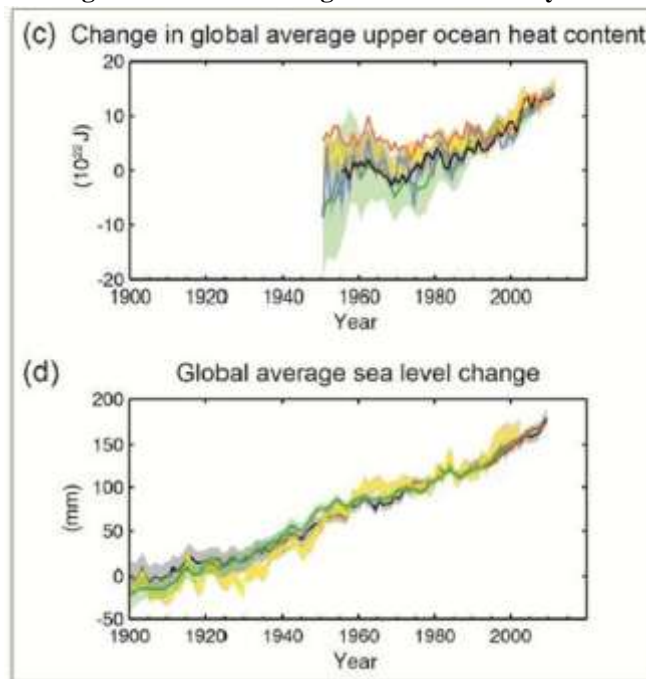 (c) Change in global average upper ocean heat content
20
10
0
-10
-20
(10²² J)
1900 1920 1940 1960 1980 2000
Year
(d) Global average sea level change
200
150
100
50
0
-50
(mm)
1900 1920 1940 1960 1980 2000
Year